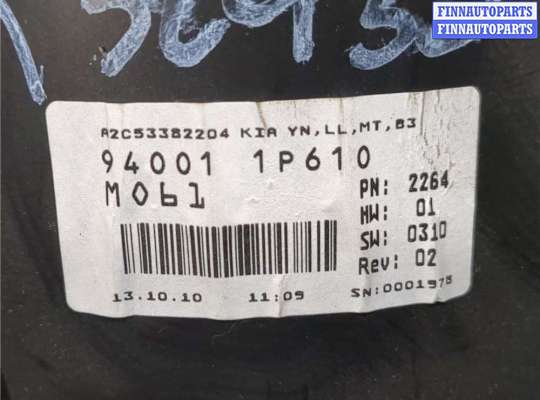 FINNAUTOPARTS
FINNAUTOPARTS
A2C53382204 KIA YN,LL,MT,B3
94001 1P610
M061
PN: 2264
HW: 01
SW: 0310
Rev: 02
13.10.10 11:09 SN:0001975